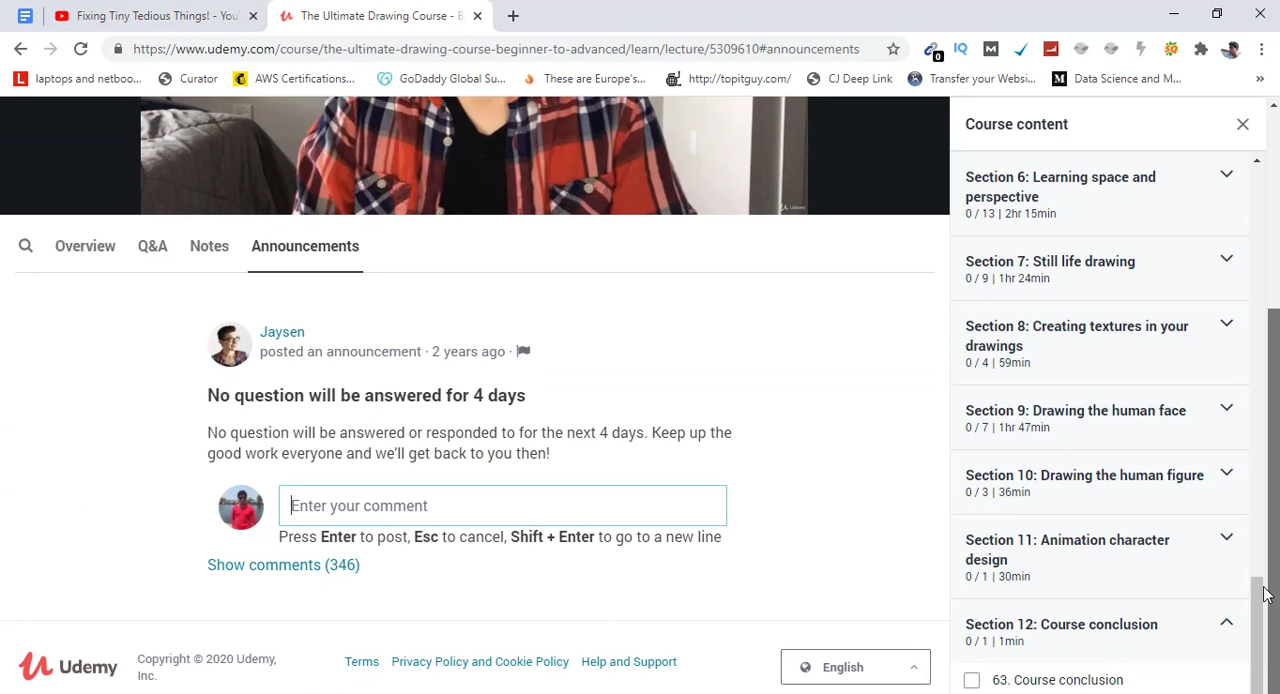 Fixing Tiny Tedious Things! - You
The Ultimate Drawing Course - B
https://www.udemy.com/course/the-ultimate-drawing-course-beginner-to-advanced/learn/lecture/5309610#announcements
laptops and netboo...
Curator
AWS Certifications...
GoDaddy Global Su...
These are Europe's...
http://topitguy.com/
CJ Deep Link
Transfer your Websi...
Data Science and M...
Udemy
Overview
Q&A
Notes
Announcements
Jaysen
posted an announcement · 2 years ago ·
No question will be answered for 4 days
No question will be answered or responded to for the next 4 days. Keep up the
good work everyone and we'll get back to you then!
Enter your comment
Press Enter to post, Esc to cancel, Shift + Enter to go to a new line
Show comments (346)
Udemy
Copyright © 2020 Udemy,
Inc.
Terms
Privacy Policy and Cookie Policy
Help and Support
English
Course content
Section 6: Learning space and
perspective
0 / 13 | 2hr 15min
Section 7: Still life drawing
0 / 9 | 1hr 24min
Section 8: Creating textures in your
drawings
0 / 4 | 59min
Section 9: Drawing the human face
0 / 7 | 1hr 47min
Section 10: Drawing the human figure
0 / 3 | 36min
Section 11: Animation character
design
0 / 1 | 30min
Section 12: Course conclusion
0 / 1 | 1min
63. Course conclusion